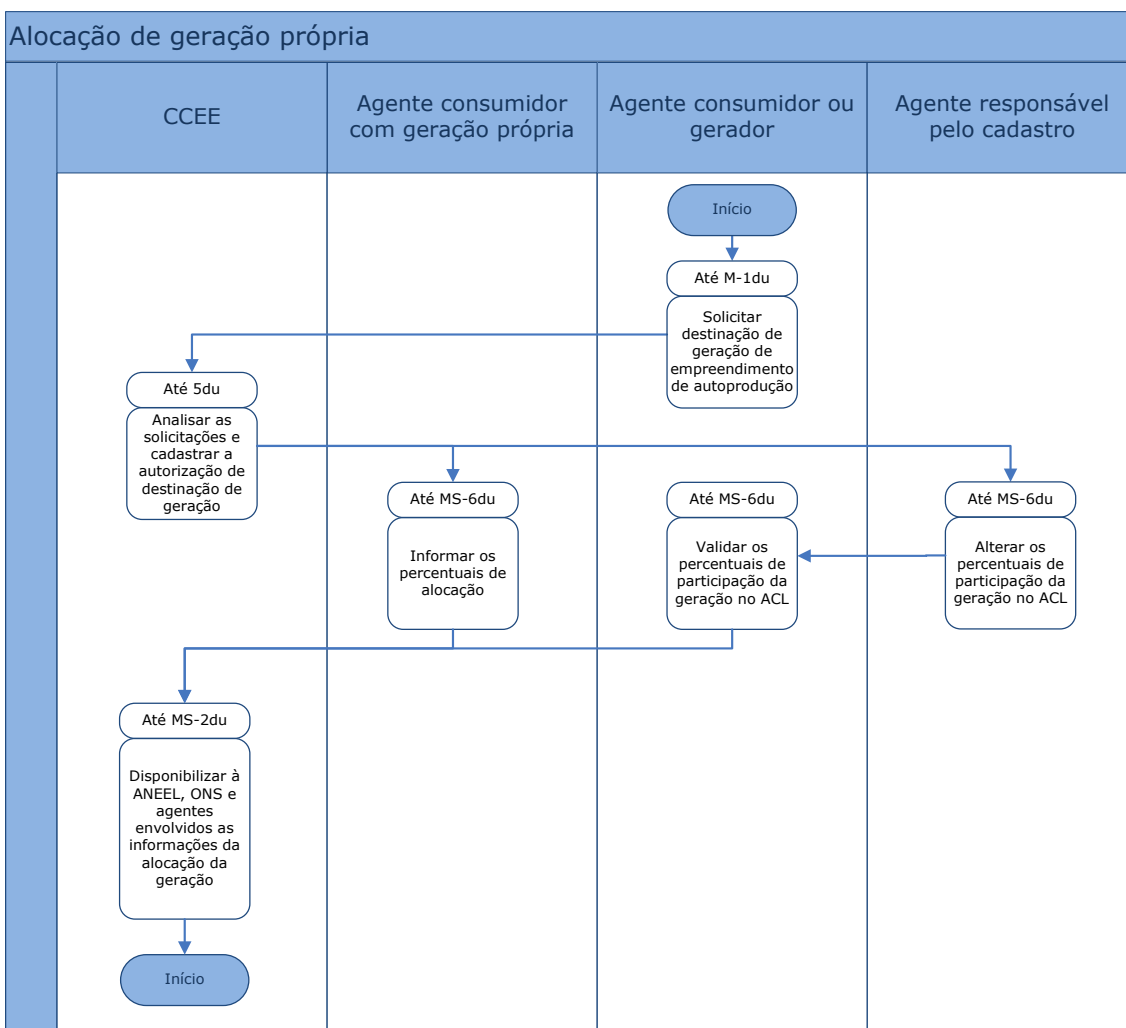 Alocação de geração própria
CCEE
Agente consumidor
com geração própria
Agente consumidor ou
gerador
Agente responsável
pelo cadastro
Início
Até M-1du
Solicitar
destinação de
geração de
empreendimento
de autoprodução
Até 5du
Analisar as
solicitações e
cadastrar a
autorização de
destinação de
geração
Até MS-6du
Informar os
percentuais de
alocação
Até MS-6du
Validar os
percentuais de
participação da
geração no ACL
Até MS-6du
Alterar os
percentuais de
participação da
geração no ACL
Até MS-2du
Disponibilizar à
ANEEL, ONS e
agentes
envolvidos as
informações da
alocação da
geração
Início